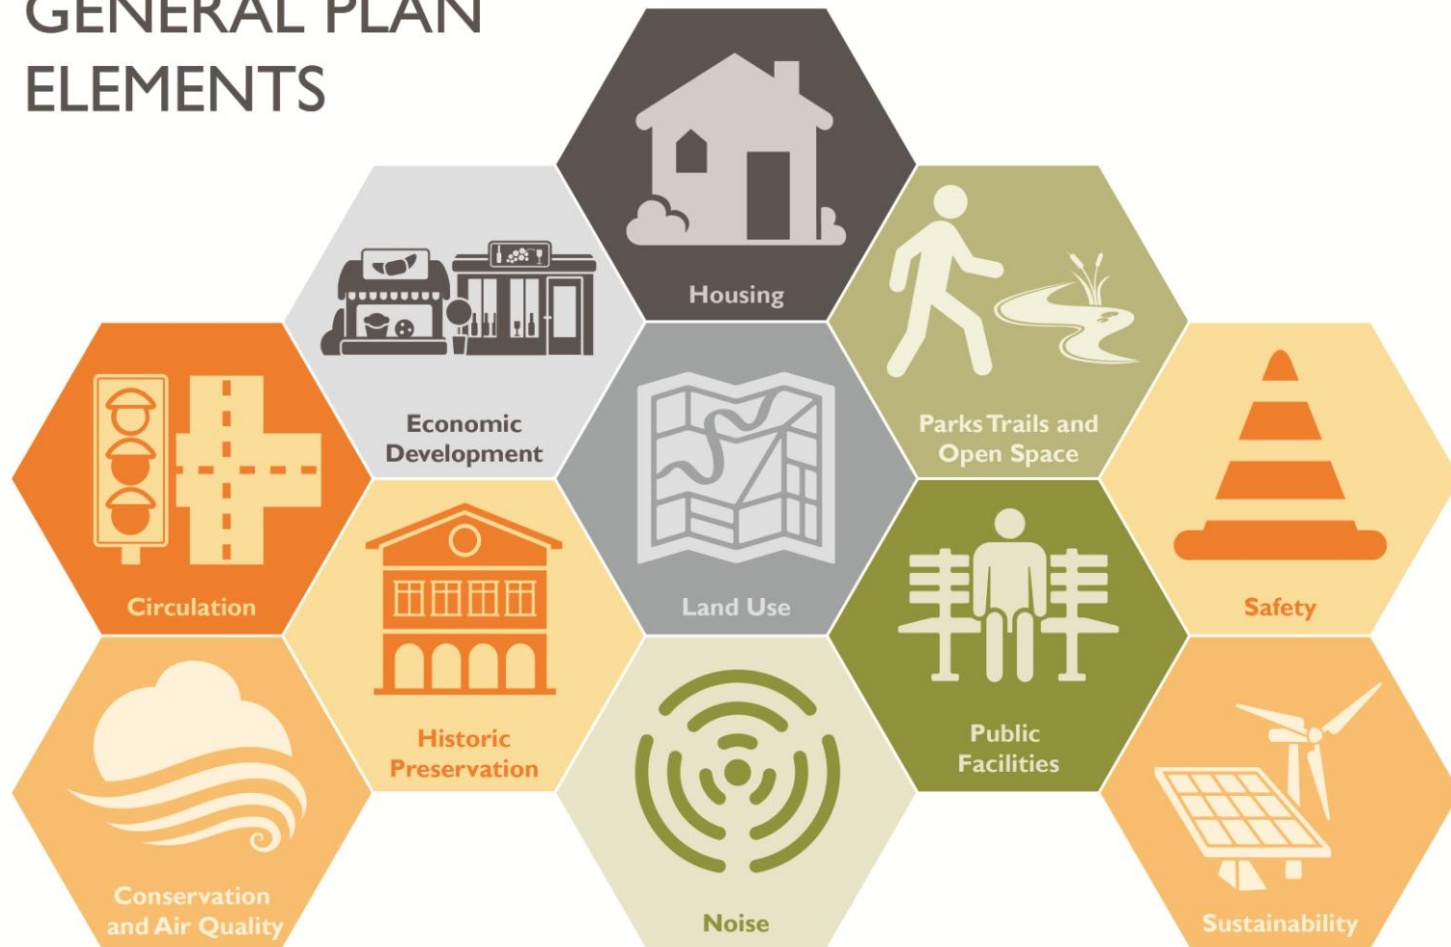 GENERAL PLAN
ELEMENTS
Housing
Economic
Development
Parks Trails and
Open Space
Circulation
Land Use
Safety
Historic
Preservation
Public
Facilities
Conservation
and Air Quality
Noise
Sustainability